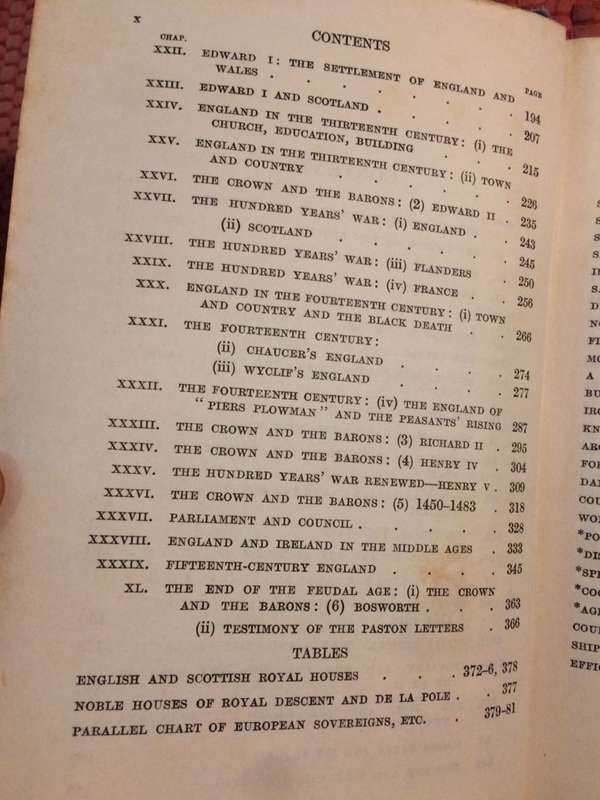 x
CONTENTS
CHAP.
PAGE
XXII. EDWARD I: THE SETTLEMENT OF ENGLAND AND
WALES . . . . . . . . 194
XXIII. EDWARD I AND SCOTLAND . . . . . 207
XXIV. ENGLAND IN THE THIRTEENTH CENTURY: (i) THE
CHURCH, EDUCATION, BUILDING . . . 215
XXV. ENGLAND IN THE THIRTEENTH CENTURY: (ii) TOWN
AND COUNTRY . . . . . . 226
XXVI. THE CROWN AND THE BARONS: (2) EDWARD II . 235
XXVII. THE HUNDRED YEARS' WAR: (i) ENGLAND . . 243
(ii) SCOTLAND . . . . . 245
XXVIII. THE HUNDRED YEARS' WAR: (iii) FLANDERS . 250
XXIX. THE HUNDRED YEARS' WAR: (iv) FRANCE . . 256
XXX. ENGLAND IN THE FOURTEENTH CENTURY: (i) TOWN
AND COUNTRY AND THE BLACK DEATH . . 266
XXXI. THE FOURTEENTH CENTURY:
(ii) CHAUCER'S ENGLAND . . . . 274
(iii) WYCLIF'S ENGLAND . . . . 277
XXXII. THE FOURTEENTH CENTURY: (iv) THE ENGLAND OF
"PIERS PLOWMAN" AND THE PEASANTS' RISING 287
XXXIII. THE CROWN AND THE BARONS: (3) RICHARD II . 295
XXXIV. THE CROWN AND THE BARONS: (4) HENRY IV . 304
XXXV. THE HUNDRED YEARS' WAR RENEWED—HENRY V . 309
XXXVI. THE CROWN AND THE BARONS: (5) 1450-1483 . 318
XXXVII. PARLIAMENT AND COUNCIL . . . . . 328
XXXVIII. ENGLAND AND IRELAND IN THE MIDDLE AGES . 333
XXXIX. FIFTEENTH-CENTURY ENGLAND . . . . 345
XL. THE END OF THE FEUDAL AGE: (i) THE CROWN
AND THE BARONS: (6) BOSWORTH . . . 363
(ii) TESTIMONY OF THE PASTON LETTERS . 366
TABLES
ENGLISH AND SCOTTISH ROYAL HOUSES . . . 372-6, 378
NOBLE HOUSES OF ROYAL DESCENT AND DE LA POLE . . 377
PARALLEL CHART OF EUROPEAN SOVEREIGNS, ETC. . 379-81